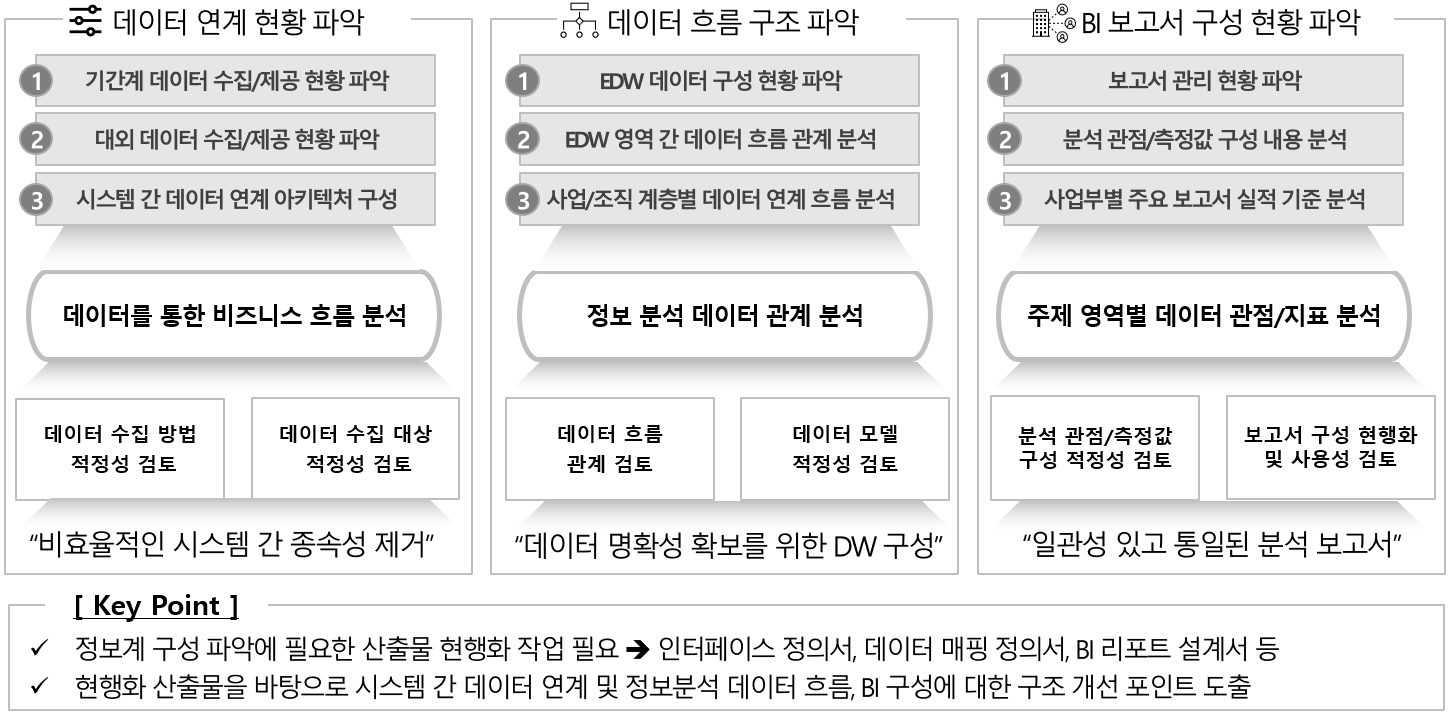 데이터 연계 현황 파악
1 기간계 데이터 수집/제공 현황 파악
2 대외 데이터 수집/제공 현황 파악
3 시스템 간 데이터 연계 아키텍처 구성
데이터를 통한 비즈니스 흐름 분석
데이터 수집 방법
적정성 검토
데이터 수집 대상
적정성 검토
“비효율적인 시스템 간 종속성 제거”
데이터 흐름 구조 파악
1 EDW 데이터 구성 현황 파악
2 EDW 영역 간 데이터 흐름 관계 분석
3 사업/조직 계층별 데이터 연계 흐름 분석
정보 분석 데이터 관계 분석
데이터 흐름
관계 검토
데이터 모델
적정성 검토
“데이터 명확성 확보를 위한 DW 구성”
BI 보고서 구성 현황 파악
1 보고서 관리 현황 파악
2 분석 관점/측정값 구성 내용 분석
3 사업부별 주요 보고서 실적 기준 분석
주제 영역별 데이터 관점/지표 분석
분석 관점/측정값
구성 적정성 검토
보고서 구성 현행화
및 사용성 검토
“일관성 있고 통일된 분석 보고서”
[ Key Point ]
✓ 정보계 구성 파악에 필요한 산출물 현행화 작업 필요 ➔ 인터페이스 정의서, 데이터 매핑 정의서, BI 리포트 설계서 등
✓ 현행화 산출물을 바탕으로 시스템 간 데이터 연계 및 정보분석 데이터 흐름, BI 구성에 대한 구조 개선 포인트 도출